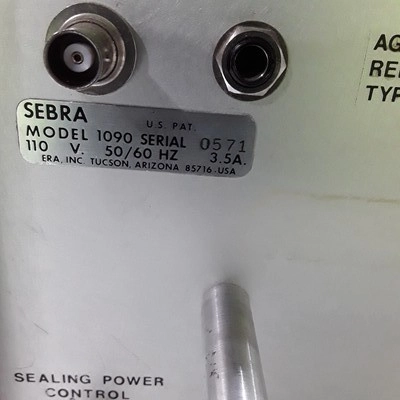 SEBRA
U.S. PAT.
MODEL 1090 SERIAL 0571
110 V. 50/60 HZ 3.5A.
ERA, INC. TUCSON, ARIZONA 85716-USA
AG
REI
TYP
SEALING POWER
CONTROL